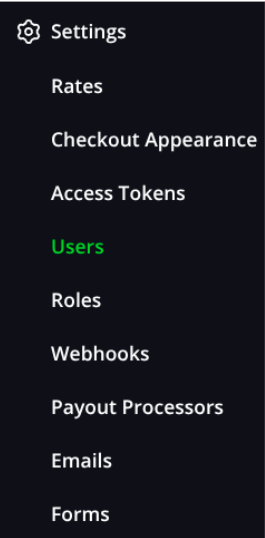 Settings
Rates
Checkout Appearance
Access Tokens
Users
Roles
Webhooks
Payout Processors
Emails
Forms